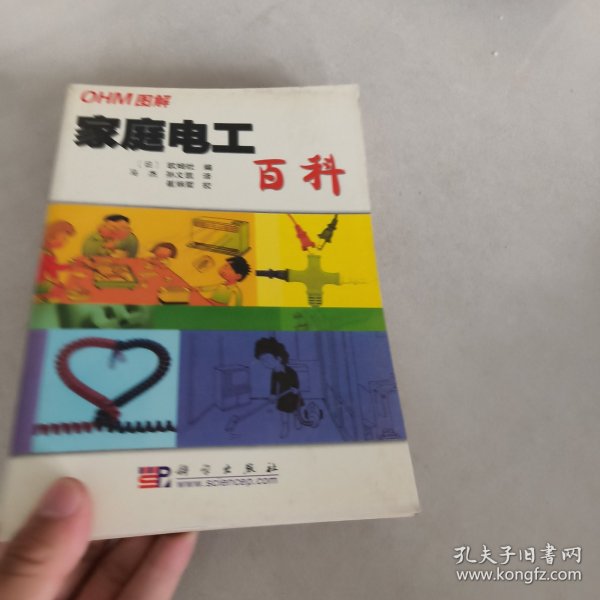 OHM图解
家庭电工
百科
〔日〕 欧姆社 编
马 杰 孙文凯 译
崔 校
SP 科学出版社
www.sciencep.com
孔夫子旧书网
www.kongfz.com